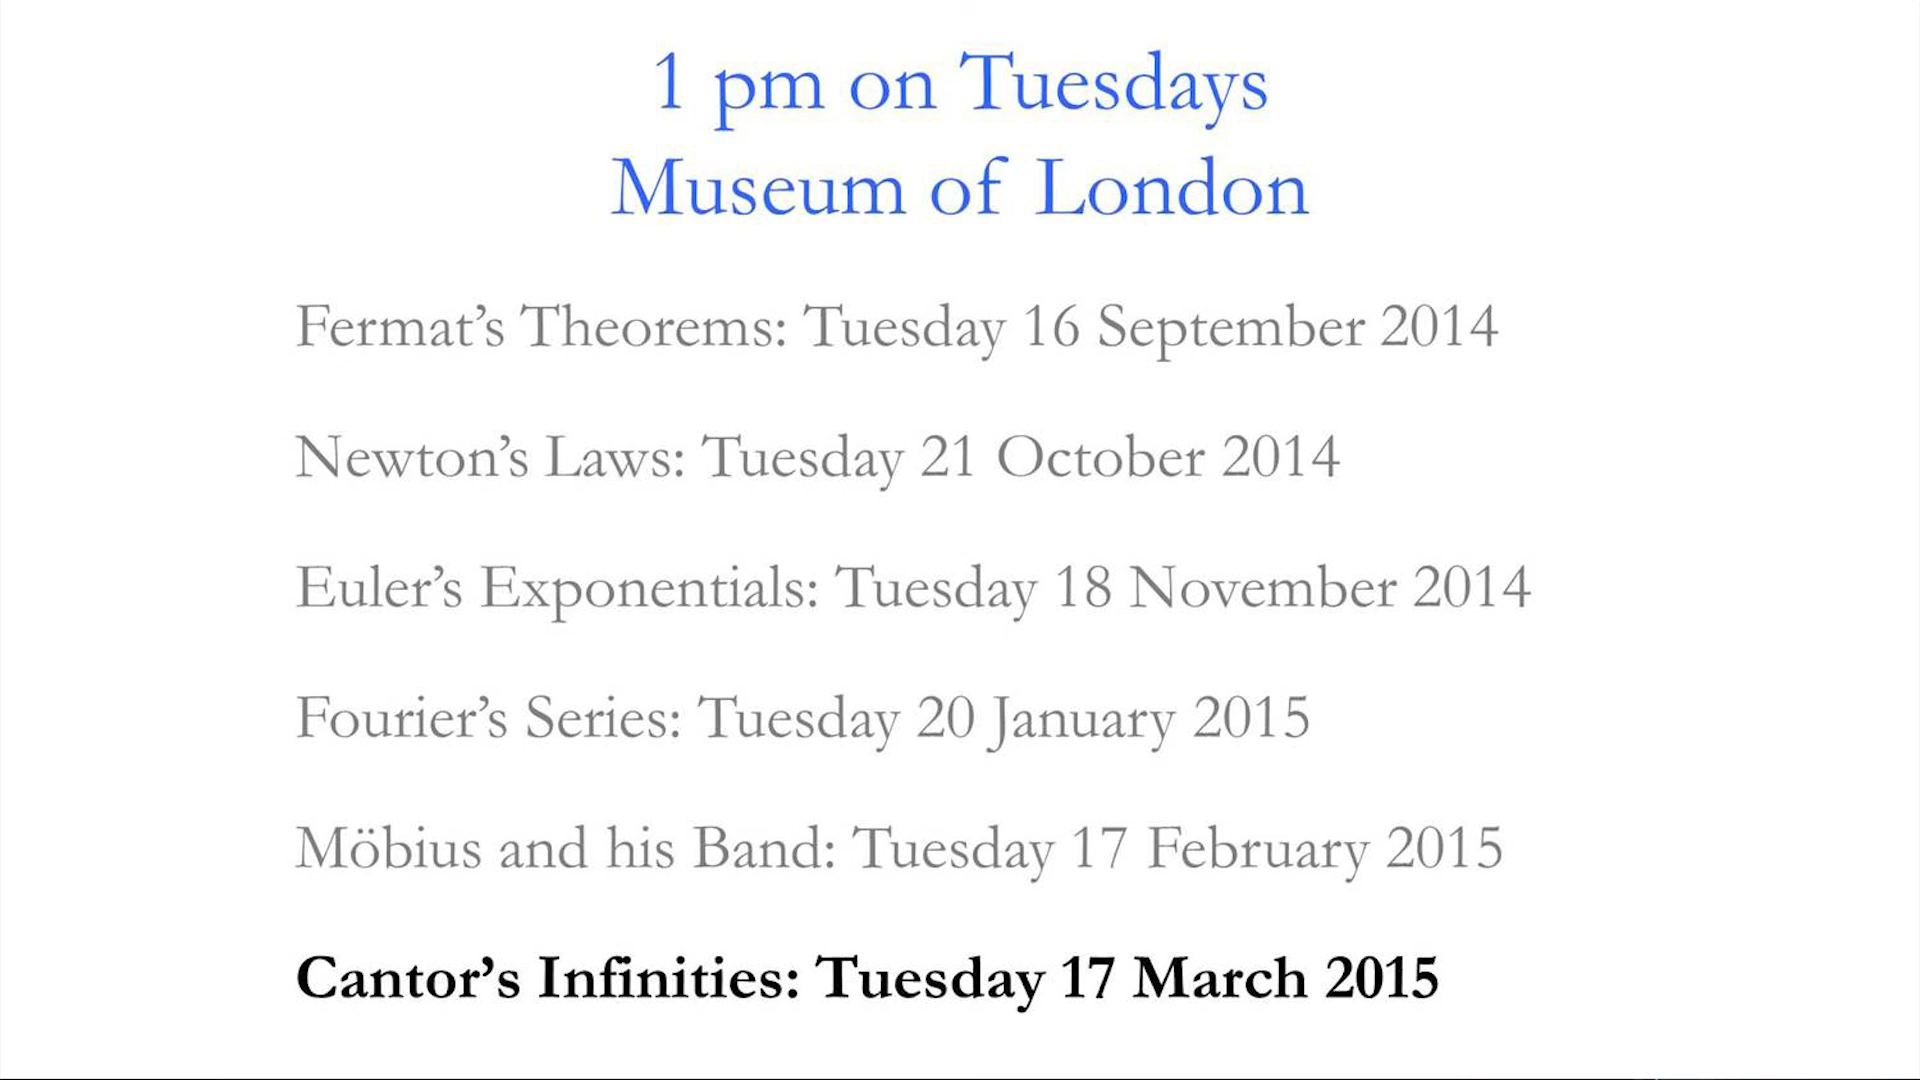 1 pm on Tuesdays
Museum of London
Fermat’s Theorems: Tuesday 16 September 2014
Newton’s Laws: Tuesday 21 October 2014
Euler’s Exponentials: Tuesday 18 November 2014
Fourier’s Series: Tuesday 20 January 2015
Möbius and his Band: Tuesday 17 February 2015
Cantor’s Infinities: Tuesday 17 March 2015